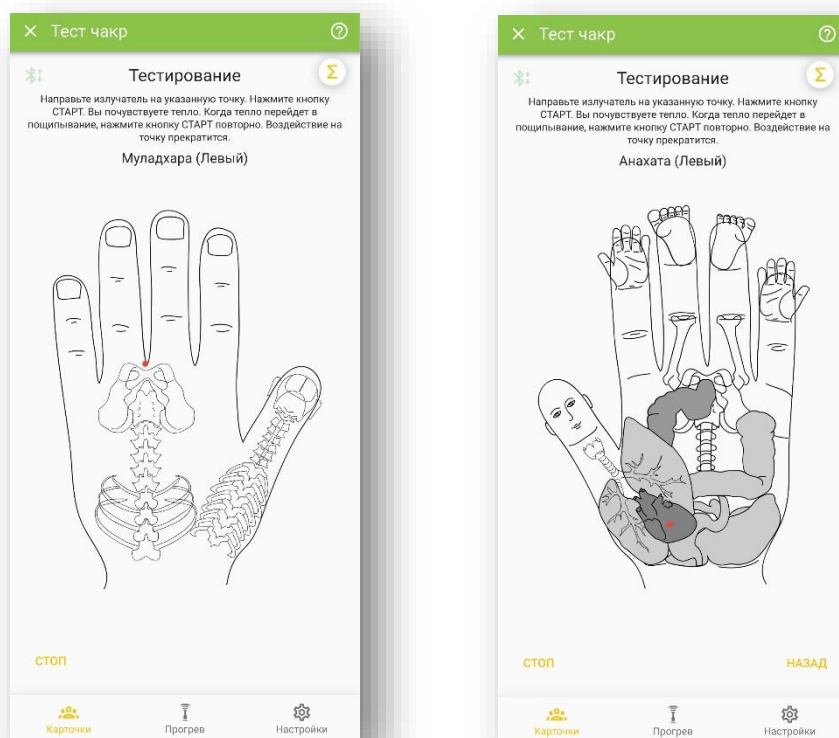 Тест чакр
Тестирование
Σ
Направьте излучатель на указанную точку. Нажмите кнопку
СТАРТ. Вы почувствуете тепло. Когда тепло перейдет в
пощипывание, нажмите кнопку СТАРТ повторно. Воздействие на
точку прекратится.
Муладхара (Левый)
СТОП
Карточки
Прогрев
Настройки
Тест чакр
Тестирование
Σ
Направьте излучатель на указанную точку. Нажмите кнопку
СТАРТ. Вы почувствуете тепло. Когда тепло перейдет в
пощипывание, нажмите кнопку СТАРТ повторно. Воздействие на
точку прекратится.
Анахата (Левый)
СТОП
НАЗАД
Карточки
Прогрев
Настройки